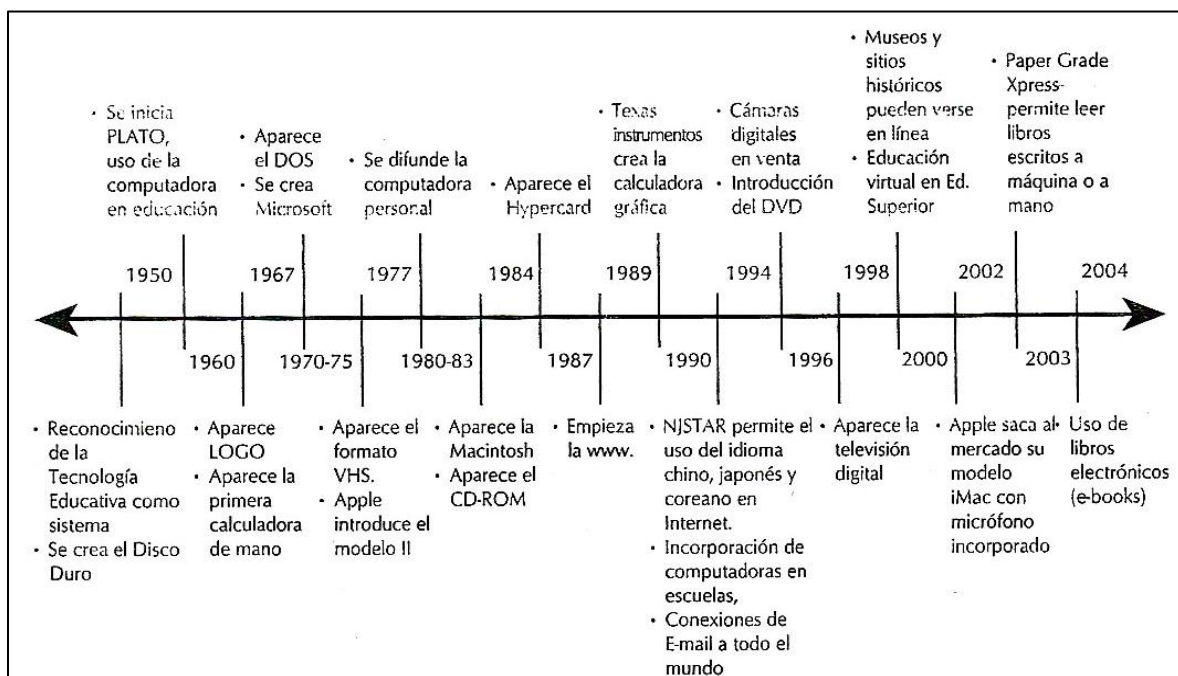 · Se inicia
PLATO,
uso de la
computadora
en educación
· Aparece
el DOS
· Se crea
Microsoft
· Se difunde la
computadora
personal
· Aparece el
Hypercard
· Texas
instrumentos
crea la
calculadora
gráfica
· Cámaras
digitales
en venta
· Introducción
del DVD
· Museos y
sitios
históricos
pueden verse
en línea
· Educación
virtual en Ed.
Superior
· Paper Grade
Xpress-
permite leer
libros
escritos a
máquina o a
mano
1950
1967
1977
1984
1989
1994
1998
2002
2004
1960
1970-75
1980-83
1987
1990
1996
2000
2003
· Reconocimieno
de la
Tecnología
Educativa como
sistema
· Se crea el Disco
Duro
· Aparece
LOGO
· Aparece la
primera
calculadora
de mano
· Aparece el
formato
VHS.
· Apple
introduce el
modelo II
· Aparece la
Macintosh
· Aparece el
CD-ROM
· Empieza
la www.
· NJSTAR permite el
uso del idioma
chino, japonés y
coreano en
Internet.
· Incorporación de
computadoras en
escuelas,
· Conexiones de
E-mail a todo el
mundo
· Aparece la
televisión
digital
· Apple saca al
mercado su
modelo
iMac con
micrófono
incorporado
· Uso de
libros
electrónicos
(e-books)